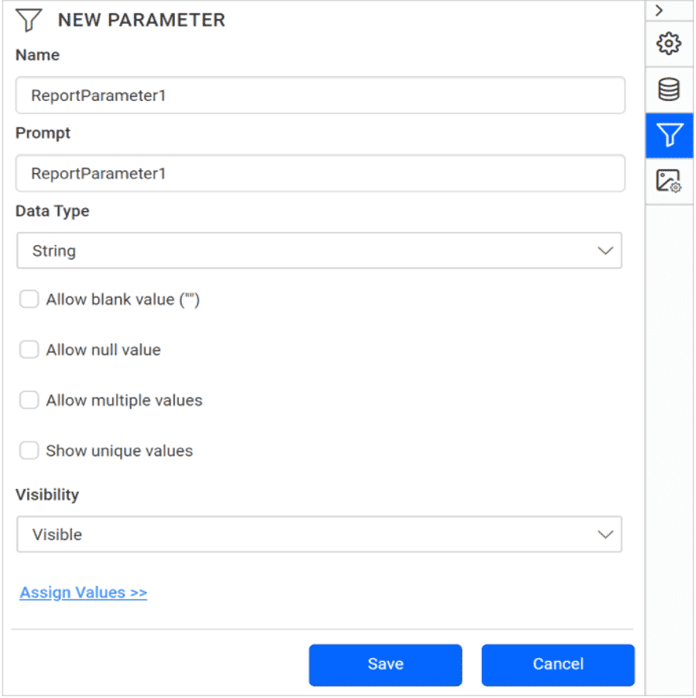 NEW PARAMETER
Name
ReportParameter1
Prompt
ReportParameter1
Data Type
String
Allow blank value ("")
Allow null value
Allow multiple values
Show unique values
Visibility
Visible
Assign Values >>
Save
Cancel